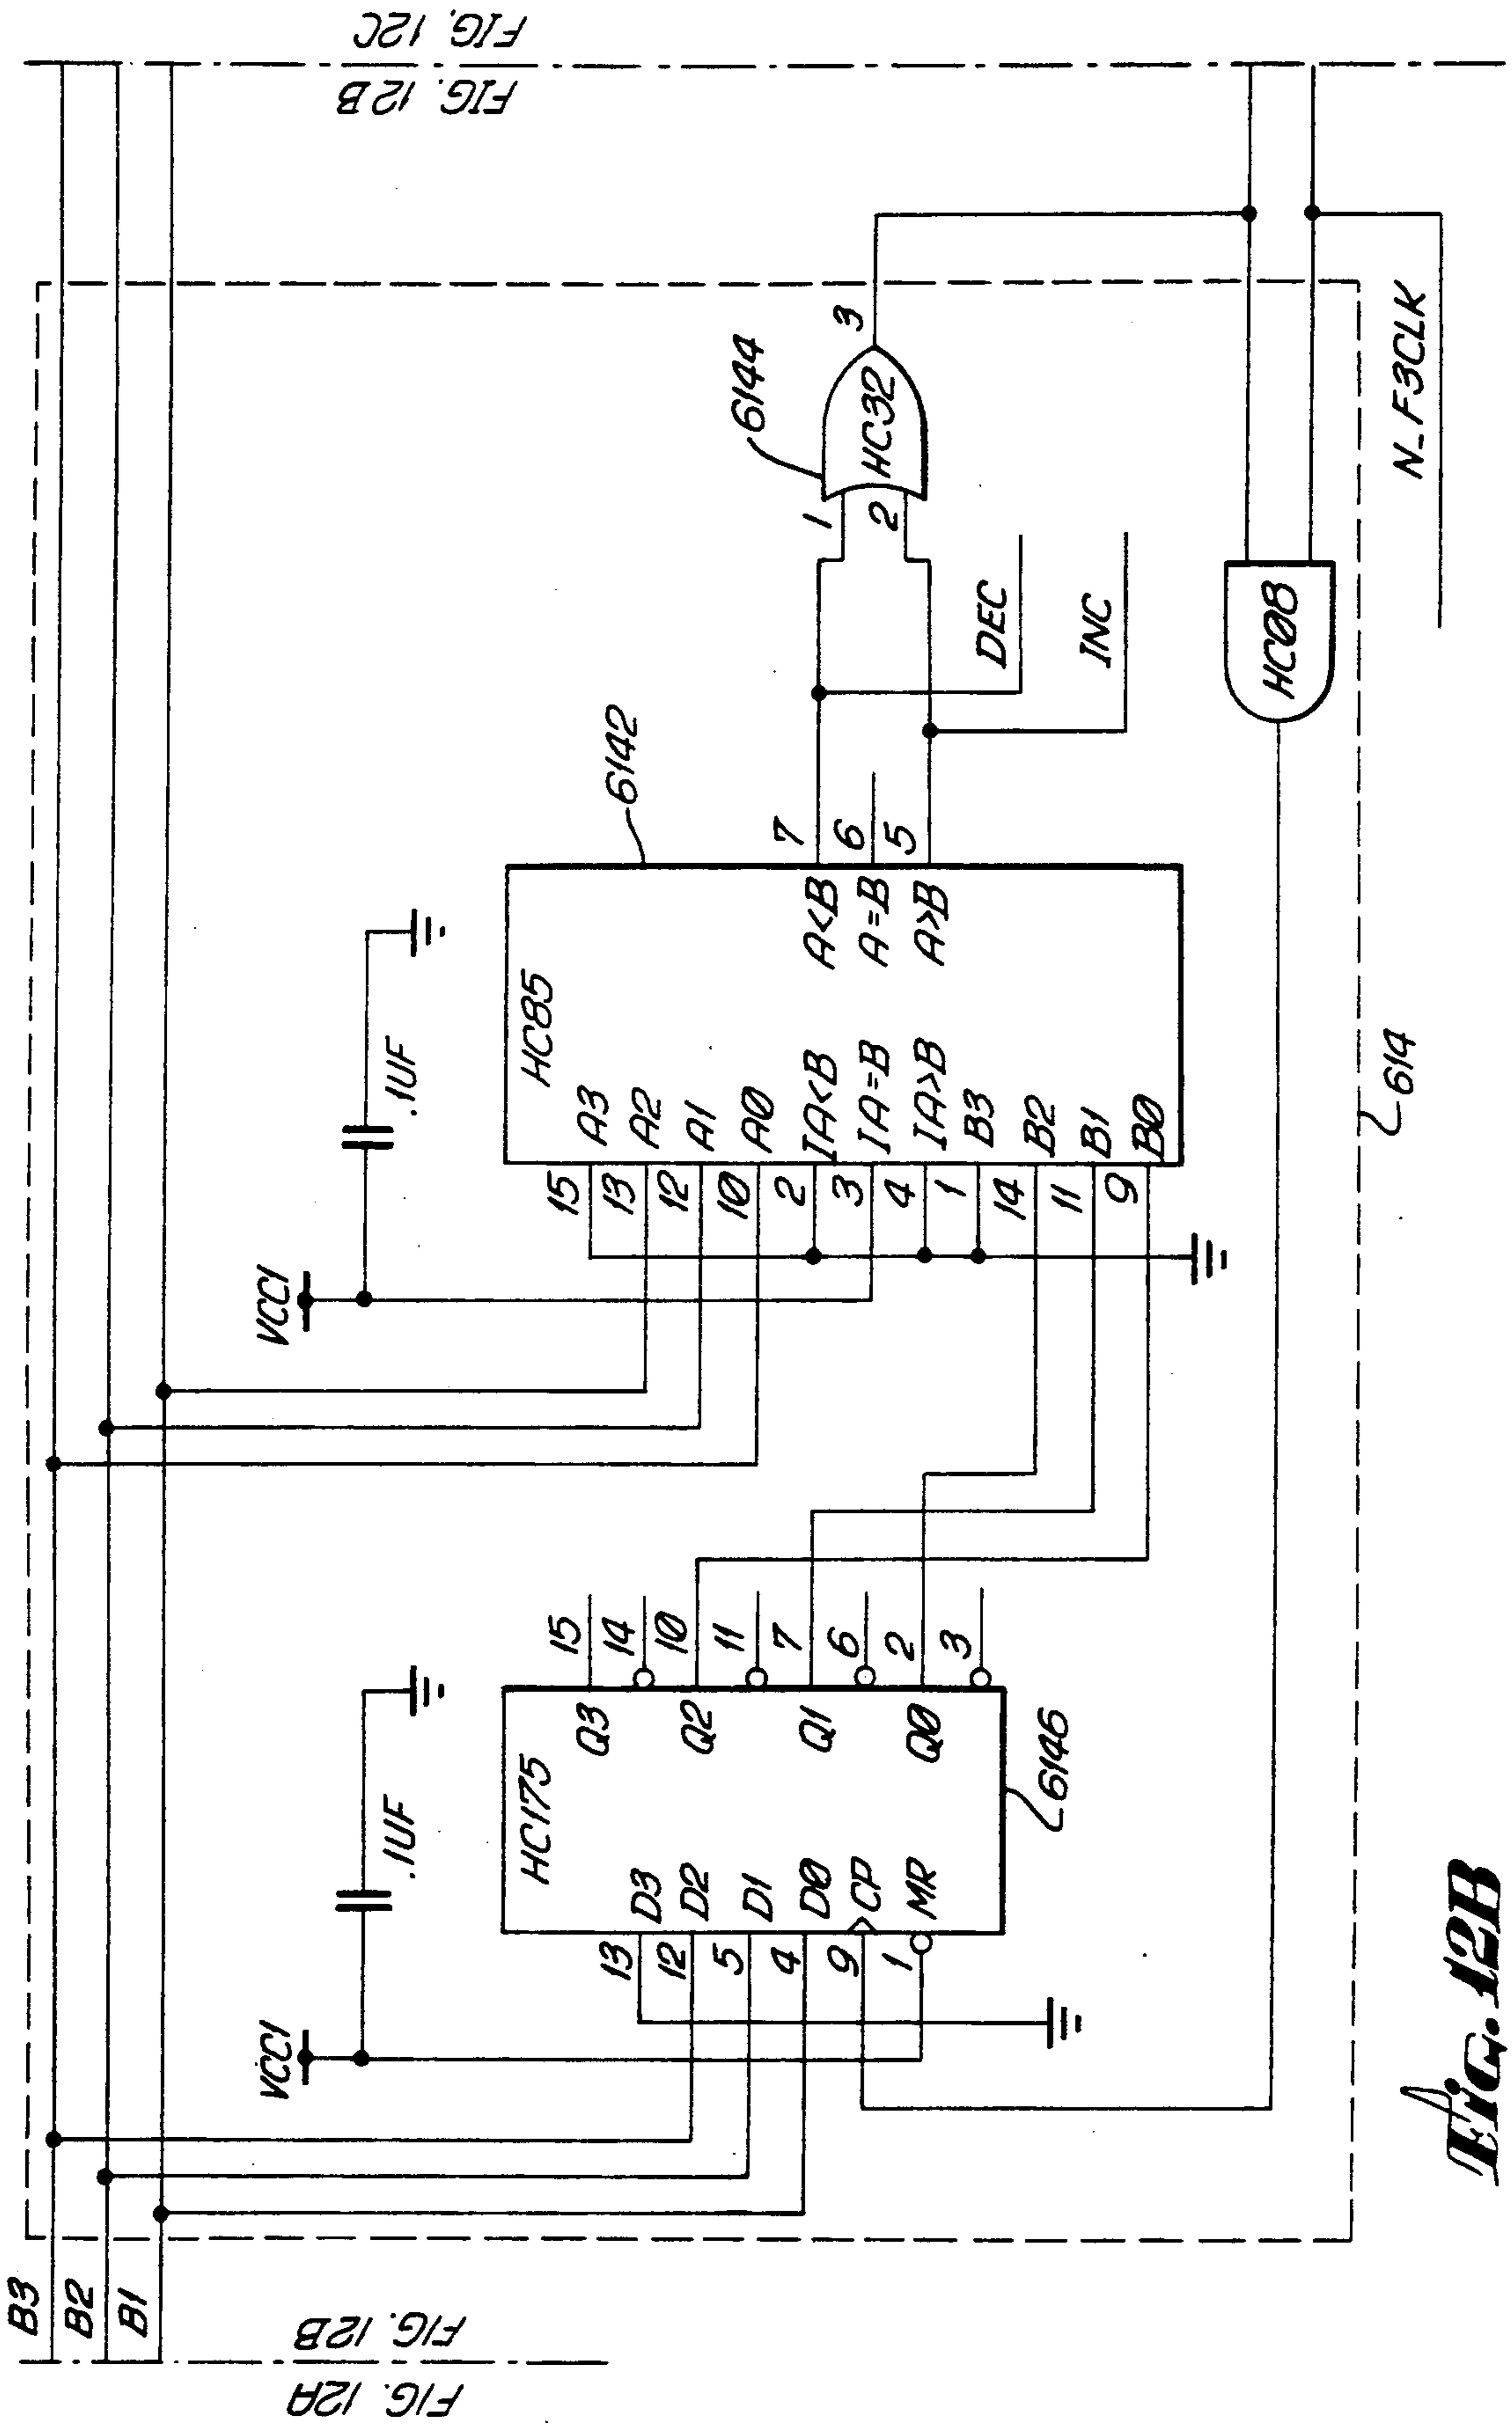 FIG. 12A
FIG. 12B
B3
B2
B1
VCC1
.1UF
HC175
13 D3
12 D2
5 D1
4 D0
9 CP
1 MR
Q3 15
14
Q2 10
11
Q1 7
6
Q0 2
3
6146
VCC1
.1UF
HC85
15 A3
13 A2
12 A1
10 A0
2 IA<B
3 IA=B
4 IA>B
1 B3
14 B2
11 B1
9 B0
A<B 7
A=B 6
A>B 5
6142
DEC
INC
1
2
HC32
3
6144
HC08
N_F3CLK
614
FIG. 12B
FIG. 12C
Fig. 12B